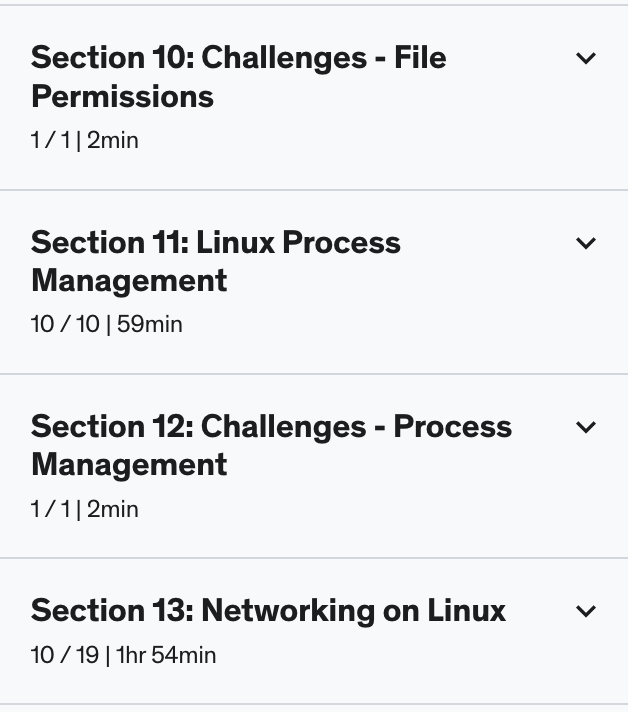 Section 10: Challenges - File
Permissions
1 / 1 | 2min
Section 11: Linux Process
Management
10 / 10 | 59min
Section 12: Challenges - Process
Management
1 / 1 | 2min
Section 13: Networking on Linux
10 / 19 | 1hr 54min